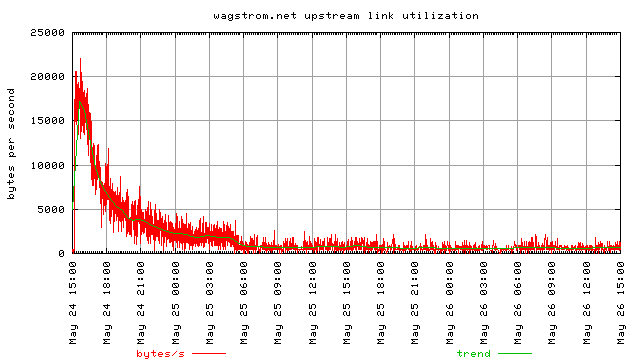 wagstrom.net upstream link utilization
bytes per second
25000
20000
15000
10000
5000
0
May 24 15:00
May 24 18:00
May 24 21:00
May 25 00:00
May 25 03:00
May 25 06:00
May 25 09:00
May 25 12:00
May 25 15:00
May 25 18:00
May 25 21:00
May 26 00:00
May 26 03:00
May 26 06:00
May 26 09:00
May 26 12:00
May 26 15:00
bytes/s
trend